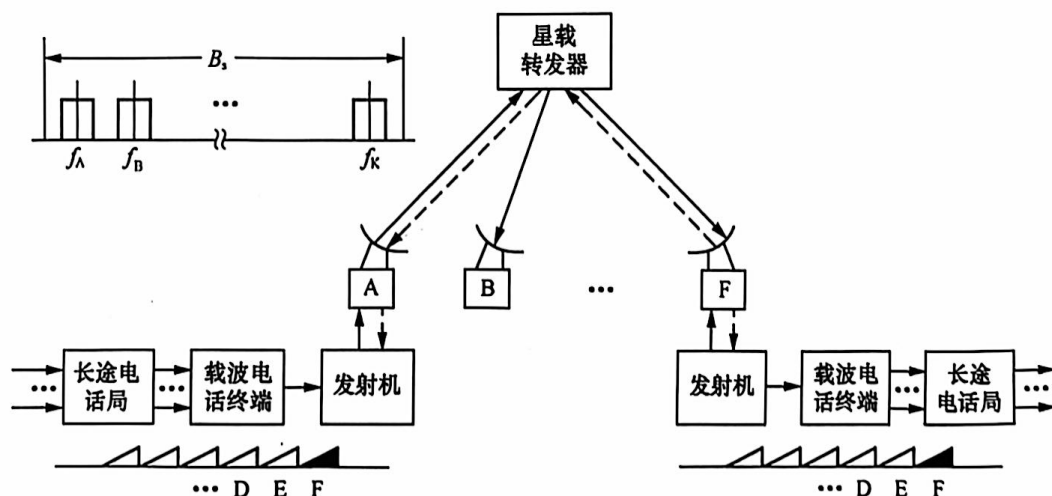 星载
转发器
Bs
...
fA fB fK
A B ... F
长途电
话局
...
载波电
话终端
发射机
发射机
载波电
话终端
...
长途
电话局
...
... D E F
... D E F